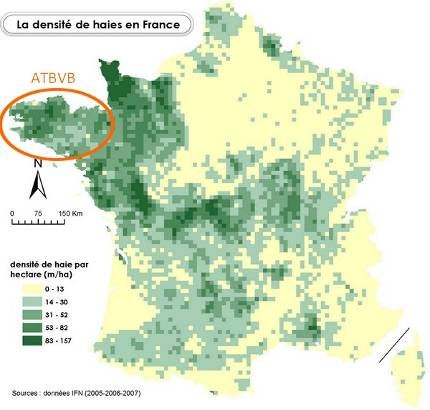 La densité de haies en France
ATBVB
N
0 75 150 Km
densité de haie par
hectare (m/ha)
0 - 13
14 - 30
31 - 52
53 - 82
83 - 157
Sources : données IFN (2005-2006-2007)